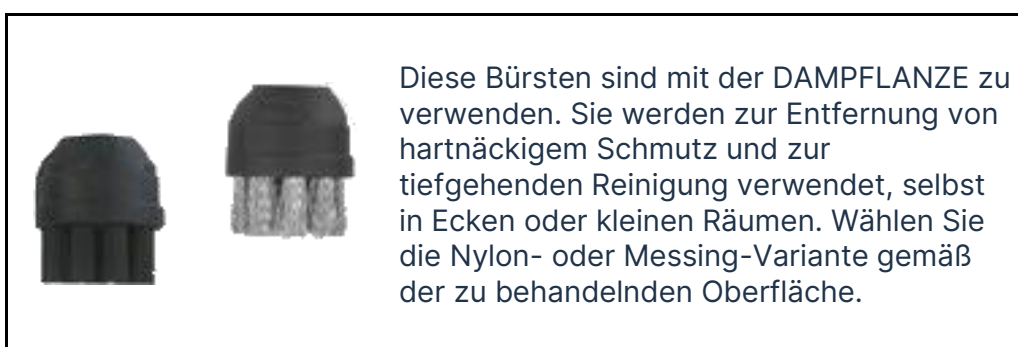 Diese Bürsten sind mit der DAMPFLANZE zu
verwenden. Sie werden zur Entfernung von
hartnäckigem Schmutz und zur
tiefgehenden Reinigung verwendet, selbst
in Ecken oder kleinen Räumen. Wählen Sie
die Nylon- oder Messing-Variante gemäß
der zu behandelnden Oberfläche.